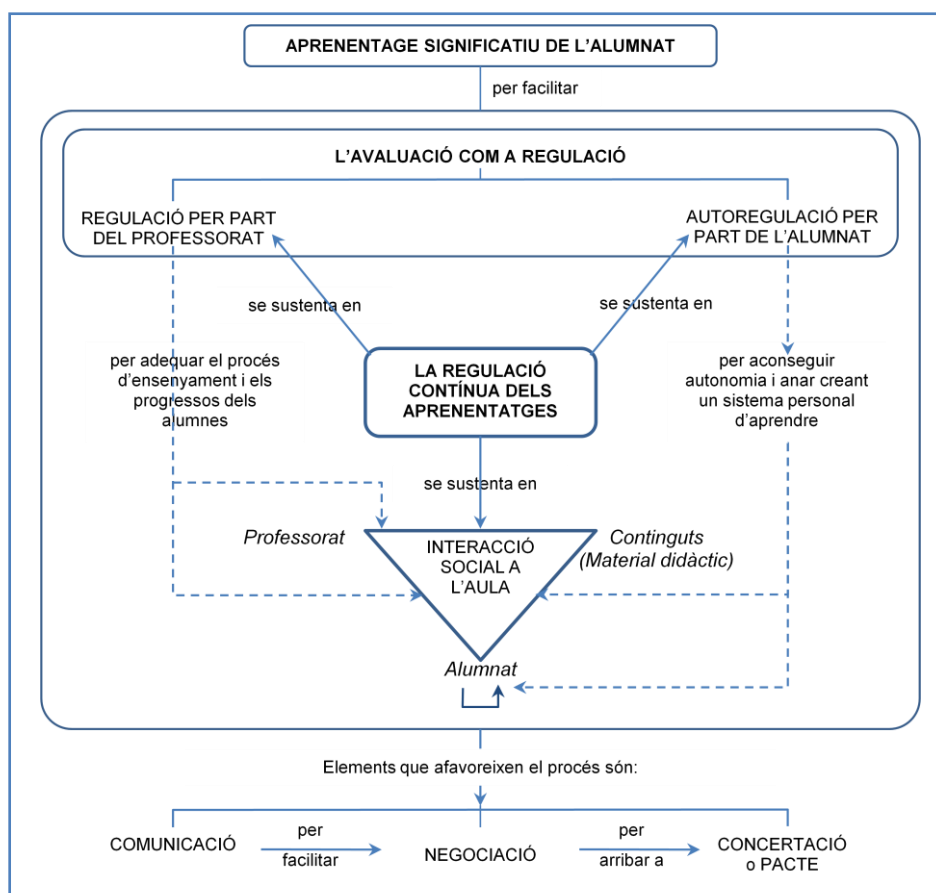 APRENENTAGE SIGNIFICATIU DE L'ALUMNAT
per facilitar
L'AVALUACIÓ COM A REGULACIÓ
REGULACIÓ PER PART
DEL PROFESSORAT
AUTOREGULACIÓ PER
PART DE L'ALUMNAT
se sustenta en
se sustenta en
per adequar el procés
d'ensenyament i els
progressos dels
alumnes
LA REGULACIÓ
CONTÍNUA DELS
APRENENTATGES
per aconseguir
autonomia i anar creant
un sistema personal
d'aprendre
se sustenta en
Professorat
INTERACCIÓ
SOCIAL A
L'AULA
Continguts
(Material didàctic)
Alumnat
Elements que afavoreixen el procés són:
COMUNICACIÓ
per
facilitar
NEGOCIACIÓ
per
arribar a
CONCERTACIÓ
o PACTE